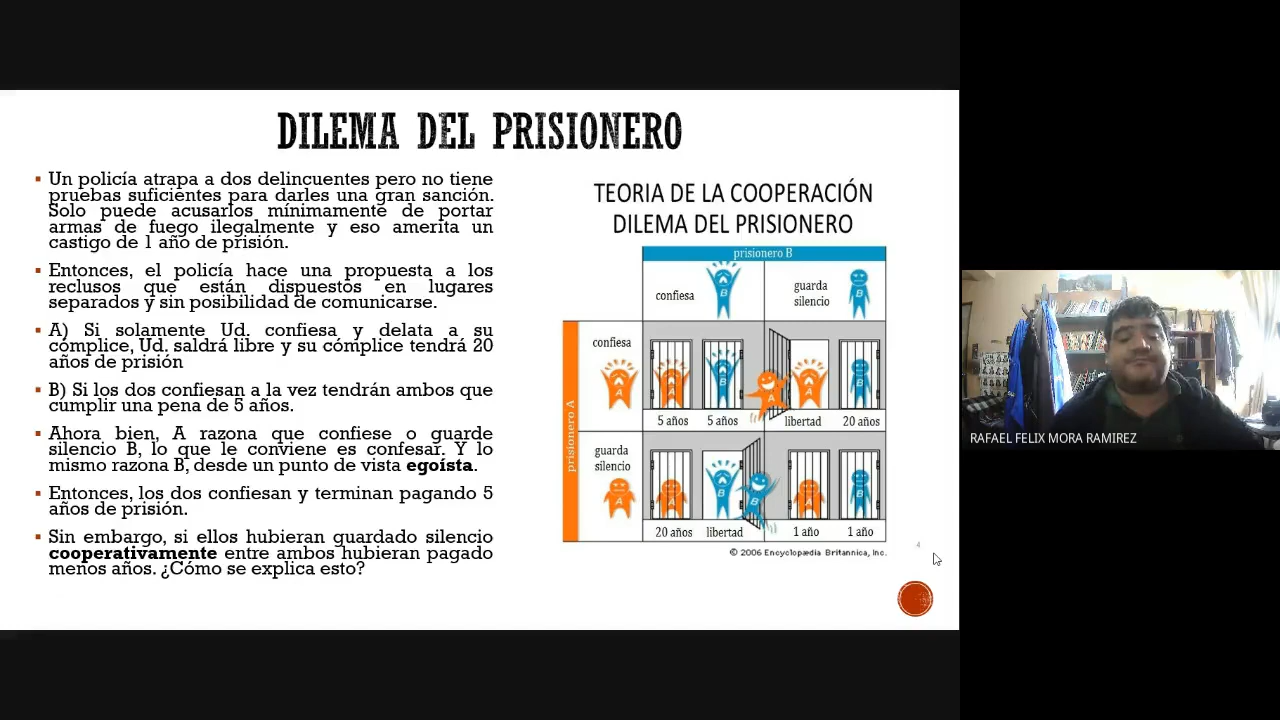 DILEMA DEL PRISIONERO
Un policía atrapa a dos delincuentes pero no tiene
pruebas suficientes para darles una gran sanción.
Solo puede acusarlos mínimamente de portar
armas de fuego ilegalmente y eso amerita un
castigo de 1 año de prisión.
Entonces, el policía hace una propuesta a los
reclusos que están dispuestos en lugares
separados y sin posibilidad de comunicarse.
A) Si solamente Ud. confiesa y delata a su
cómplice, Ud. saldrá libre y su cómplice tendrá 20
años de prisión
B) Si los dos confiesan a la vez tendrán ambos que
cumplir una pena de 5 años.
Ahora bien, A razona que confiese o guarde
silencio B, lo que le conviene es confesar. Y lo
mismo razona B, desde un punto de vista egoísta.
Entonces, los dos confiesan y terminan pagando 5
años de prisión.
Sin embargo, si ellos hubieran guardado silencio
cooperativamente entre ambos hubieran pagado
menos años. ¿Cómo se explica esto?
TEORIA DE LA COOPERACIÓN
DILEMA DEL PRISIONERO
prisionero B
confiesa
B
guarda
silencio
B
prisionero A
confiesa
A
A
B
A
A
B
5 años
5 años
libertad
20 años
guarda
silencio
A
A
B
B
A
B
20 años
libertad
1 año
1 año
© 2006 Encyclopædia Britannica, Inc.
4
RAFAEL FELIX MORA RAMIREZ